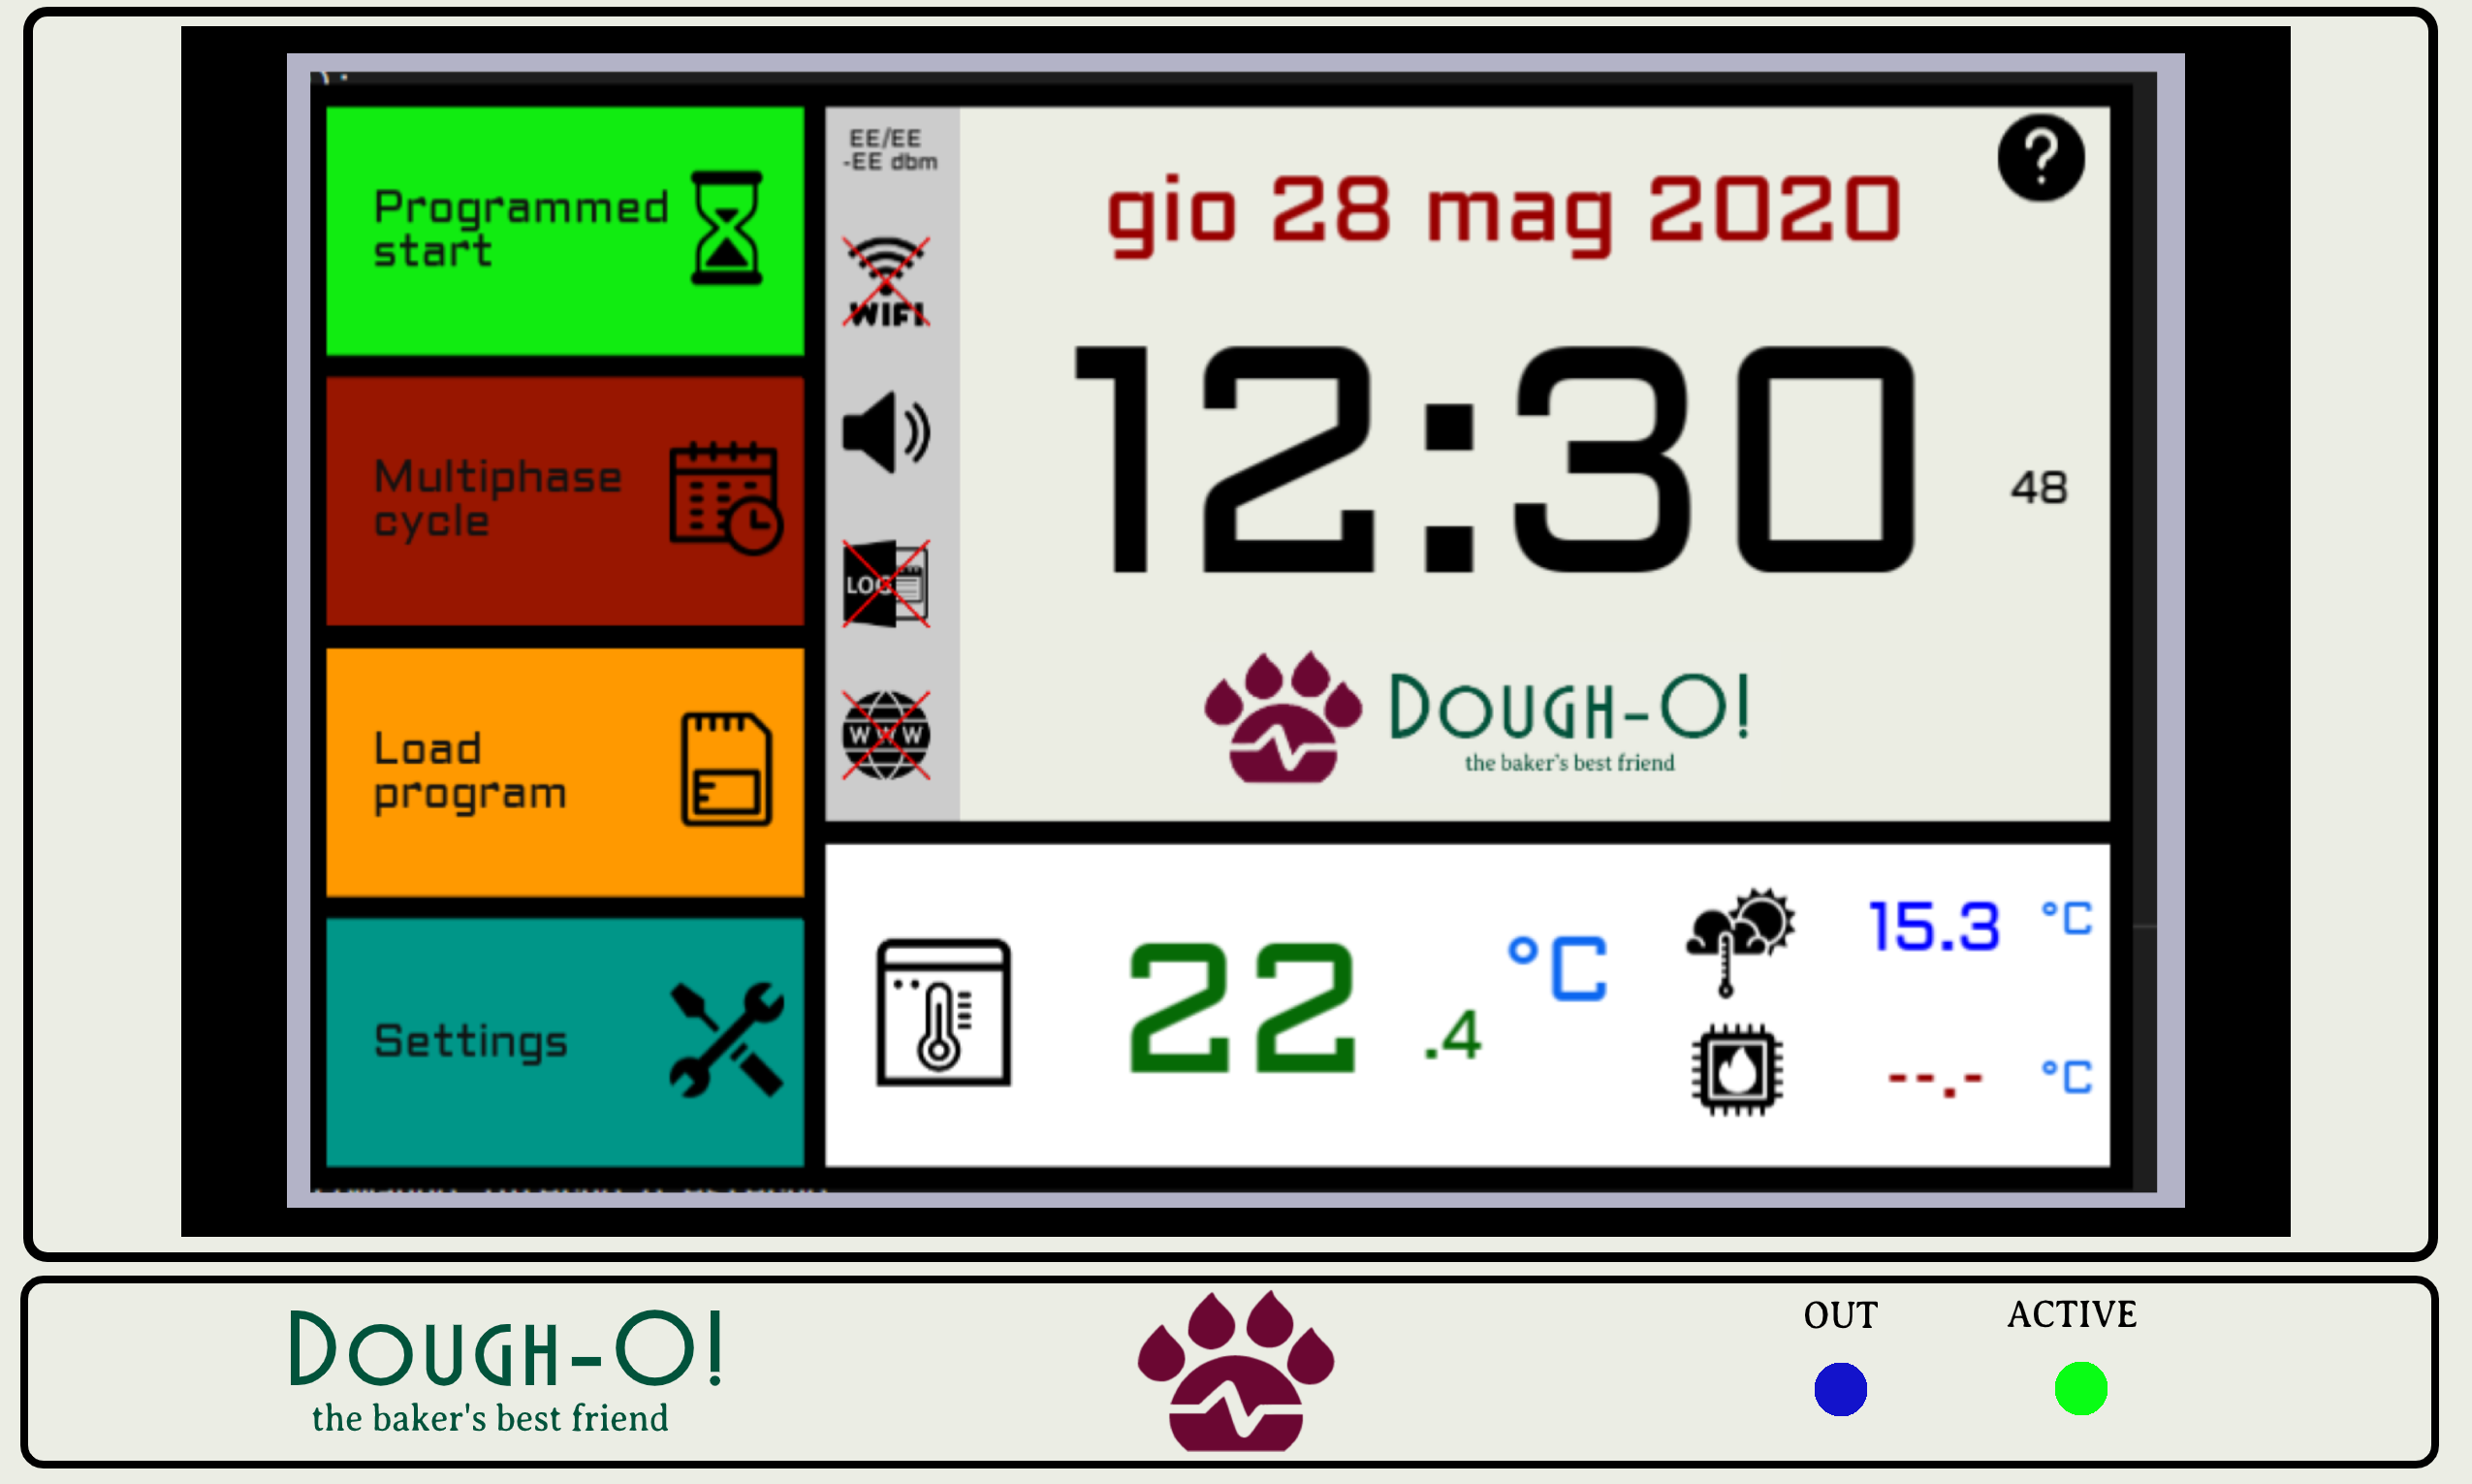 Programmed
start
Multiphase
cycle
Load
program
Settings
EE/EE
-EE dbm
WIFI
LOG
WWW
gio 28 mag 2020
?
12:30
48
DOUGH-O!
the baker's best friend
22.4 °C
15.3 °C
--.- °C
DOUGH-O!
the baker's best friend
OUT
ACTIVE